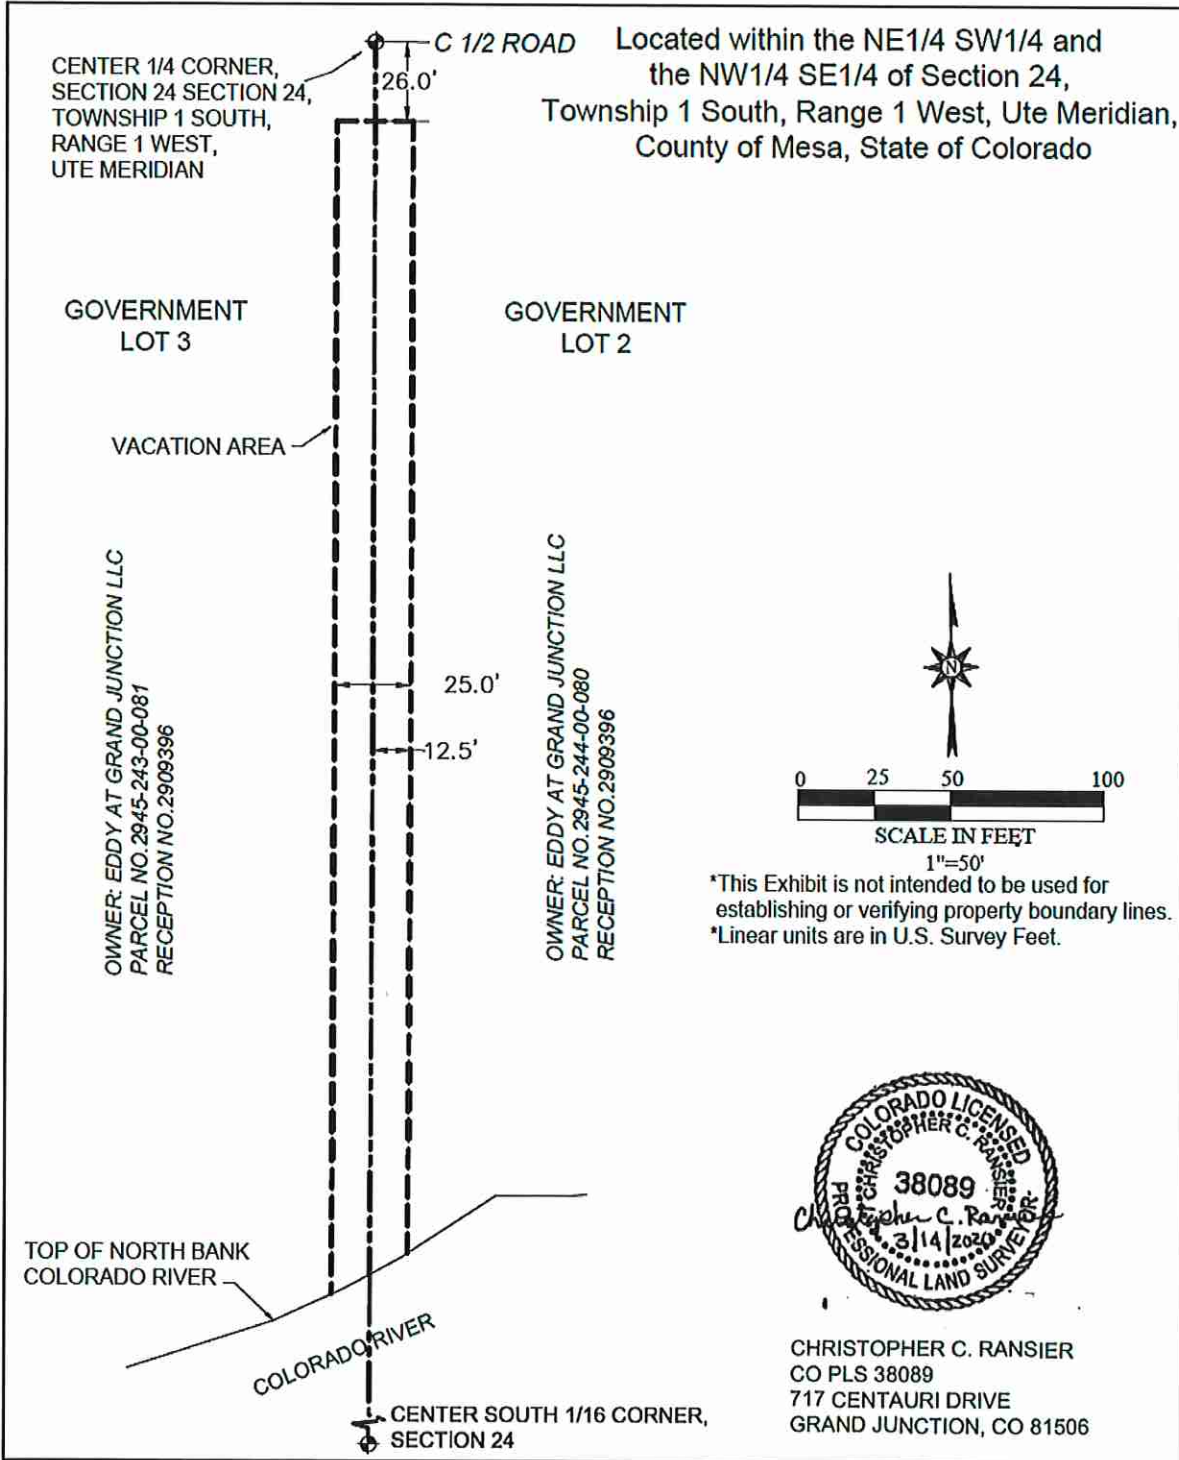 C 1/2 ROAD
Located within the NE1/4 SW1/4 and
the NW1/4 SE1/4 of Section 24,
Township 1 South, Range 1 West, Ute Meridian,
County of Mesa, State of Colorado
CENTER 1/4 CORNER,
SECTION 24 SECTION 24,
TOWNSHIP 1 SOUTH,
RANGE 1 WEST,
UTE MERIDIAN
26.0'
GOVERNMENT
LOT 3
GOVERNMENT
LOT 2
VACATION AREA
OWNER: EDDY AT GRAND JUNCTION LLC
PARCEL NO.2945-243-00-081
RECEPTION NO.2909396
25.0'
12.5'
OWNER: EDDY AT GRAND JUNCTION LLC
PARCEL NO.2945-244-00-080
RECEPTION NO.2909396
N
0 25 50 100
SCALE IN FEET
1"=50'
*This Exhibit is not intended to be used for
establishing or verifying property boundary lines.
*Linear units are in U.S. Survey Feet.
COLORADO LICENSED
CHRISTOPHER C. RANSIER
38089
Christopher C. Ransier
3/14/2020
PROFESSIONAL LAND SURVEYOR
TOP OF NORTH BANK
COLORADO RIVER
COLORADO RIVER
CENTER SOUTH 1/16 CORNER,
SECTION 24
CHRISTOPHER C. RANSIER
CO PLS 38089
717 CENTAURI DRIVE
GRAND JUNCTION, CO 81506